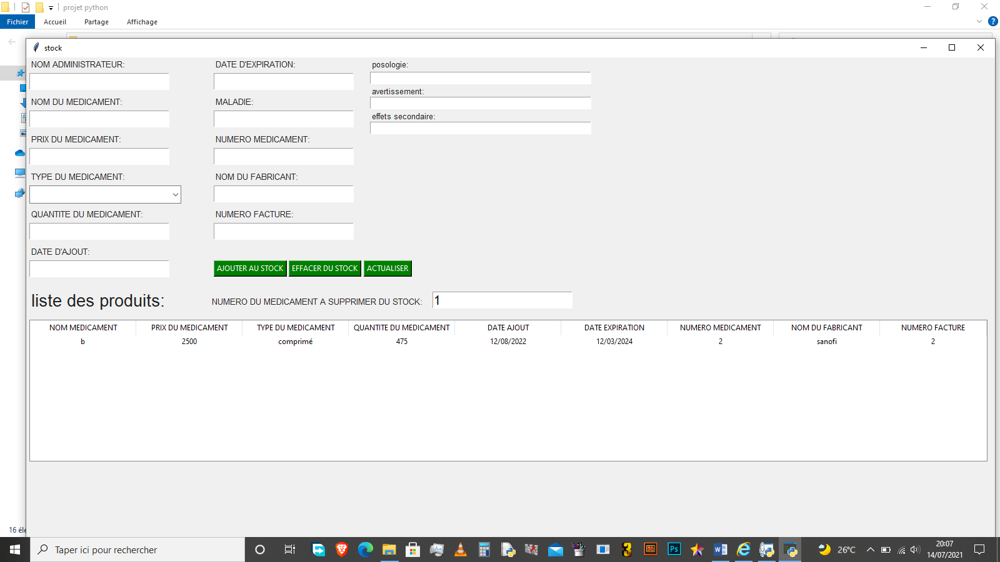 projet python
Fichier Accueil Partage Affichage
stock
NOM ADMINISTRATEUR: DATE D'EXPIRATION: posologie:
NOM DU MEDICAMENT: MALADIE: avertissement:
effets secondaire:
PRIX DU MEDICAMENT: NUMERO MEDICAMENT:
TYPE DU MEDICAMENT: NOM DU FABRICANT:
QUANTITE DU MEDICAMENT: NUMERO FACTURE:
DATE D'AJOUT:
AJOUTER AU STOCK EFFACER DU STOCK ACTUALISER
liste des produits: NUMERO DU MEDICAMENT A SUPPRIMER DU STOCK: 1
NOM MEDICAMENT PRIX DU MEDICAMENT TYPE DU MEDICAMENT QUANTITE DU MEDICAMENT DATE AJOUT DATE EXPIRATION NUMERO MEDICAMENT NOM DU FABRICANT NUMERO FACTURE
b 2500 comprimé 475 12/08/2022 12/03/2024 2 sanofi 2
16 éle
Taper ici pour rechercher 3 Ps W 26°C 20:07
14/07/2021